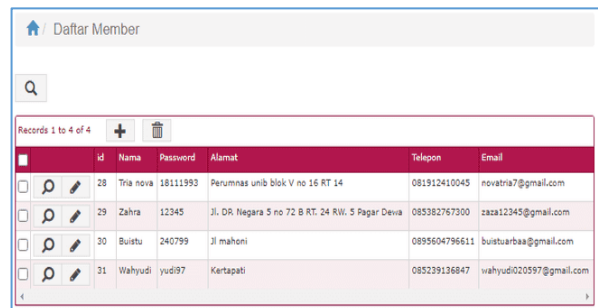 / Daftar Member
Records 1 to 4 of 4
id Nama Password Alamat Telepon Email
28 Tria nova 18111993 Perumnas unib blok V no 16 RT 14 081912410045 novatria7@gmail.com
29 Zahra 12345 Jl. DR Negara 5 no 72 B RT. 24 RW. 5 Pagar Dewa 085382767300 zaza12345@gmail.com
30 Buistu 240799 Jl mahoni 0895604796611 buistuarbaa@gmail.com
31 Wahyudi yudi97 Kertapati 085239136847 wahyudi020597@gmail.com